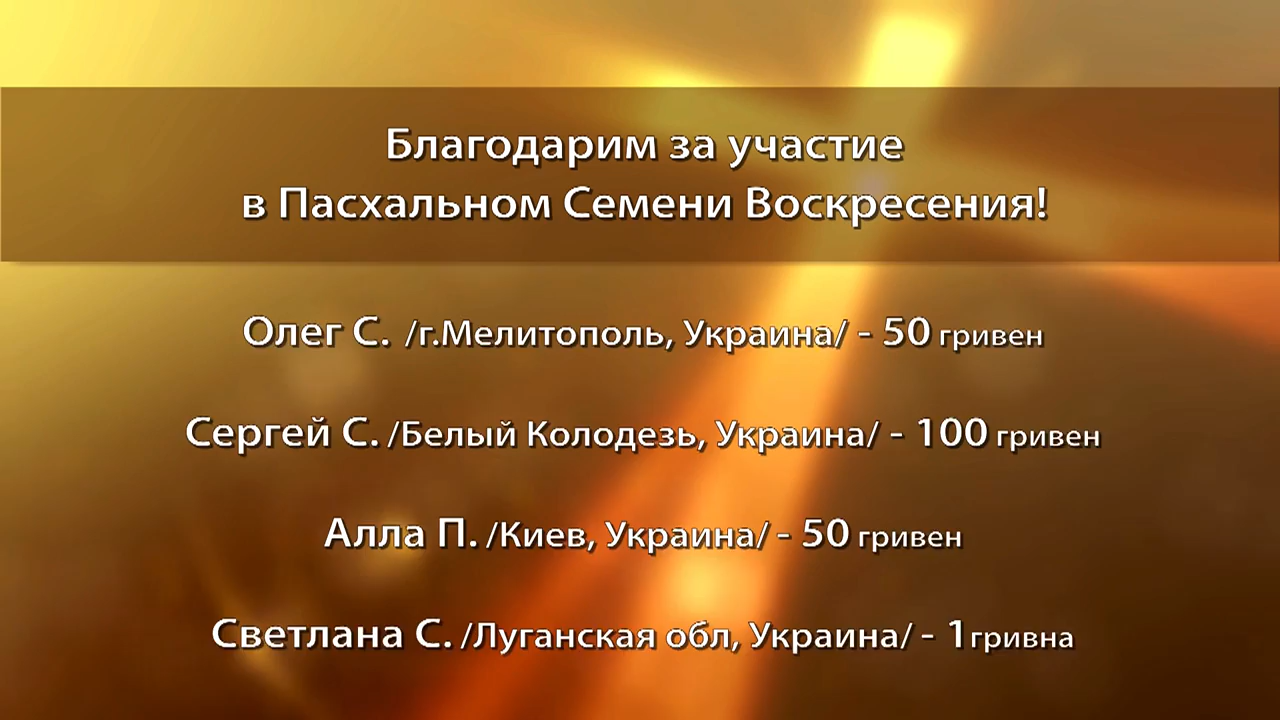 Благодарим за участие
в Пасхальном Семени Воскресения!
Олег С. /г.Мелитополь, Украина/ - 50 гривен
Сергей С. /Белый Колодезь, Украина/ - 100 гривен
Алла П. /Киев, Украина/ - 50 гривен
Светлана С. /Луганская обл, Украина/ - 1гривна